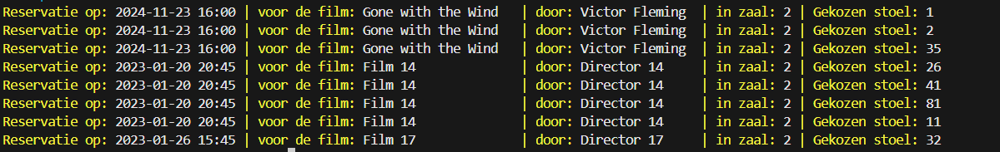 Reservatie op: 2024-11-23 16:00 | voor de film: Gone with the Wind | door: Victor Fleming | in zaal: 2 | Gekozen stoel: 1
Reservatie op: 2024-11-23 16:00 | voor de film: Gone with the Wind | door: Victor Fleming | in zaal: 2 | Gekozen stoel: 2
Reservatie op: 2024-11-23 16:00 | voor de film: Gone with the Wind | door: Victor Fleming | in zaal: 2 | Gekozen stoel: 35
Reservatie op: 2023-01-20 20:45 | voor de film: Film 14 | door: Director 14 | in zaal: 2 | Gekozen stoel: 26
Reservatie op: 2023-01-20 20:45 | voor de film: Film 14 | door: Director 14 | in zaal: 2 | Gekozen stoel: 41
Reservatie op: 2023-01-20 20:45 | voor de film: Film 14 | door: Director 14 | in zaal: 2 | Gekozen stoel: 81
Reservatie op: 2023-01-20 20:45 | voor de film: Film 14 | door: Director 14 | in zaal: 2 | Gekozen stoel: 11
Reservatie op: 2023-01-26 15:45 | voor de film: Film 17 | door: Director 17 | in zaal: 2 | Gekozen stoel: 32